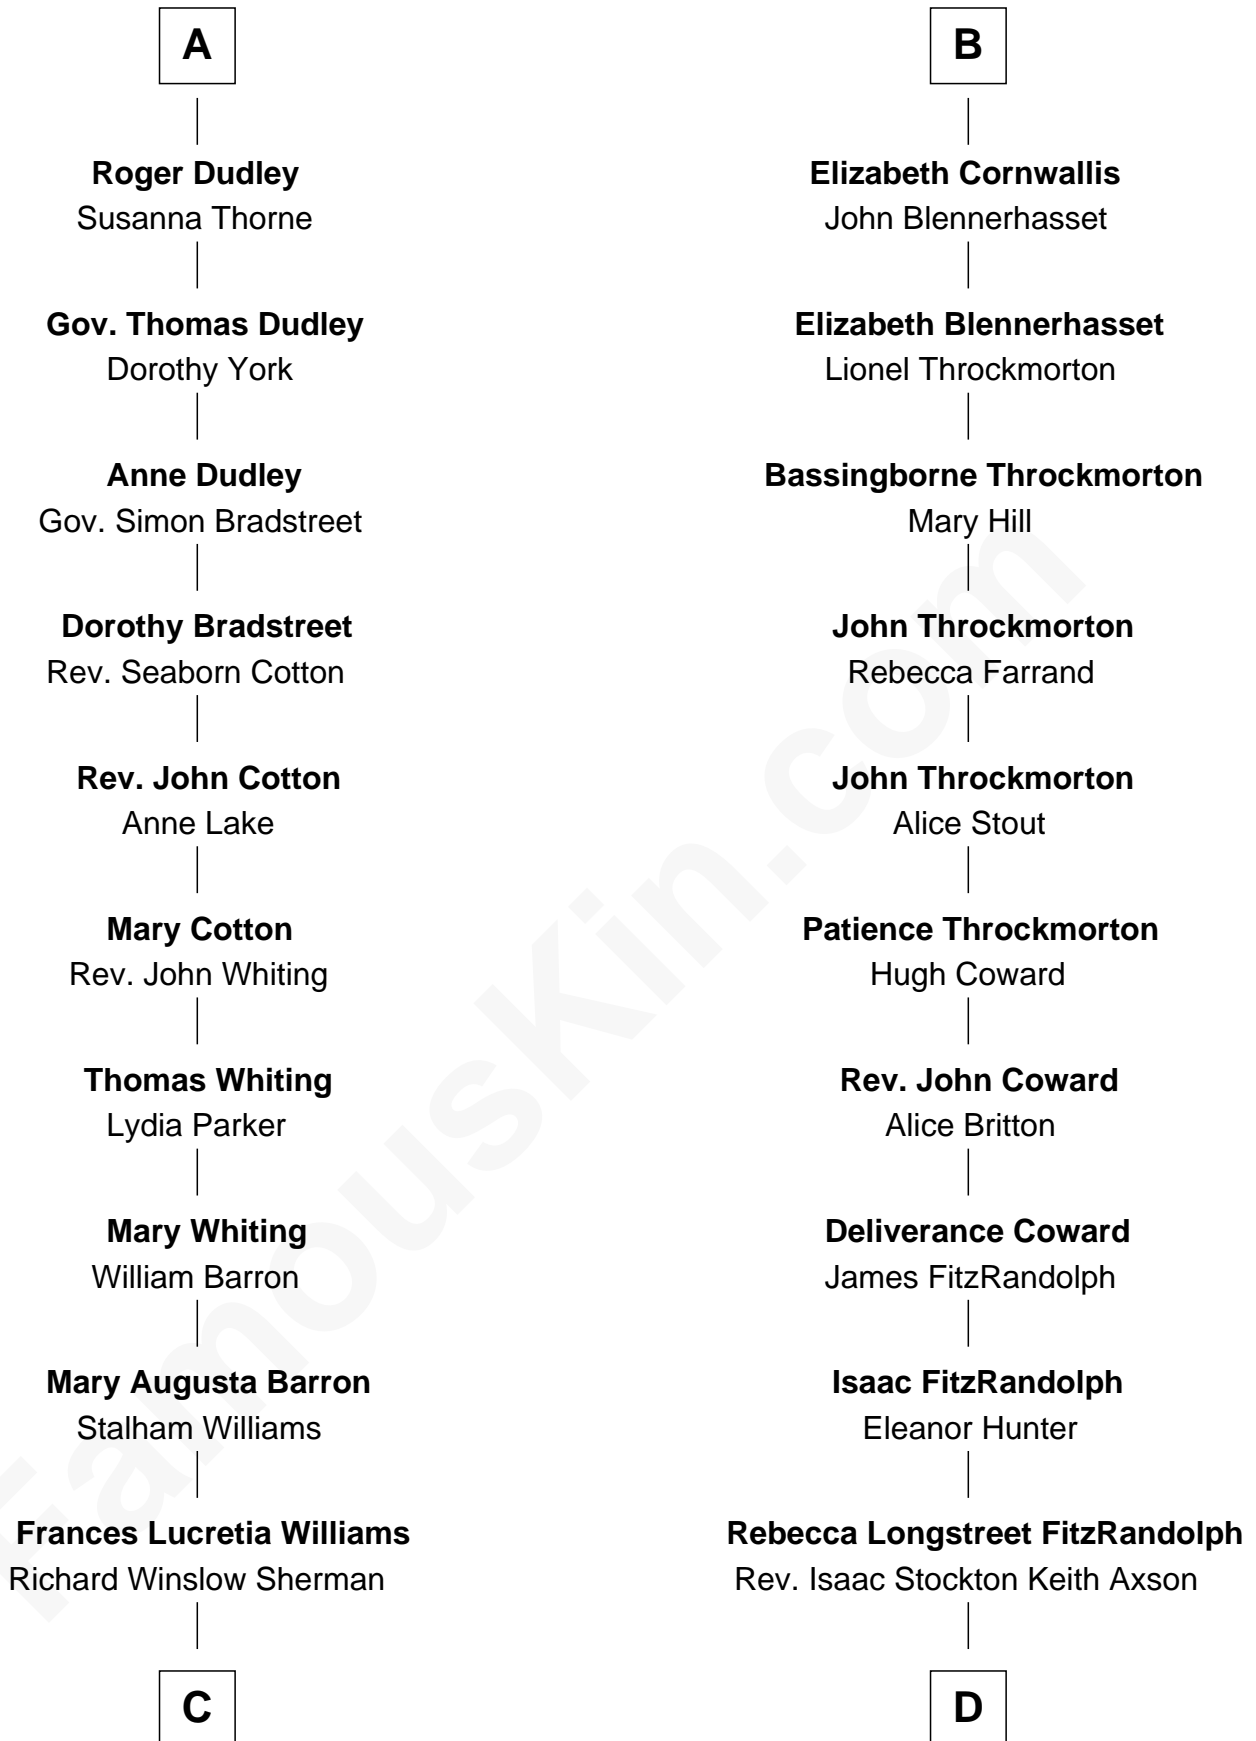 A
Roger Dudley
Susanna Thorne
Gov. Thomas Dudley
Dorothy York
Anne Dudley
Gov. Simon Bradstreet
Dorothy Bradstreet
Rev. Seaborn Cotton
Rev. John Cotton
Anne Lake
Mary Cotton
Rev. John Whiting
Thomas Whiting
Lydia Parker
Mary Whiting
William Barron
Mary Augusta Barron
Stalham Williams
Frances Lucretia Williams
Richard Winslow Sherman
C
B
Elizabeth Cornwallis
John Blennerhasset
Elizabeth Blennerhasset
Lionel Throckmorton
Bassingborne Throckmorton
Mary Hill
John Throckmorton
Rebecca Farrand
John Throckmorton
Alice Stout
Patience Throckmorton
Hugh Coward
Rev. John Coward
Alice Britton
Deliverance Coward
James FitzRandolph
Isaac FitzRandolph
Eleanor Hunter
Rebecca Longstreet FitzRandolph
Rev. Isaac Stockton Keith Axson
D
FamousKin.com